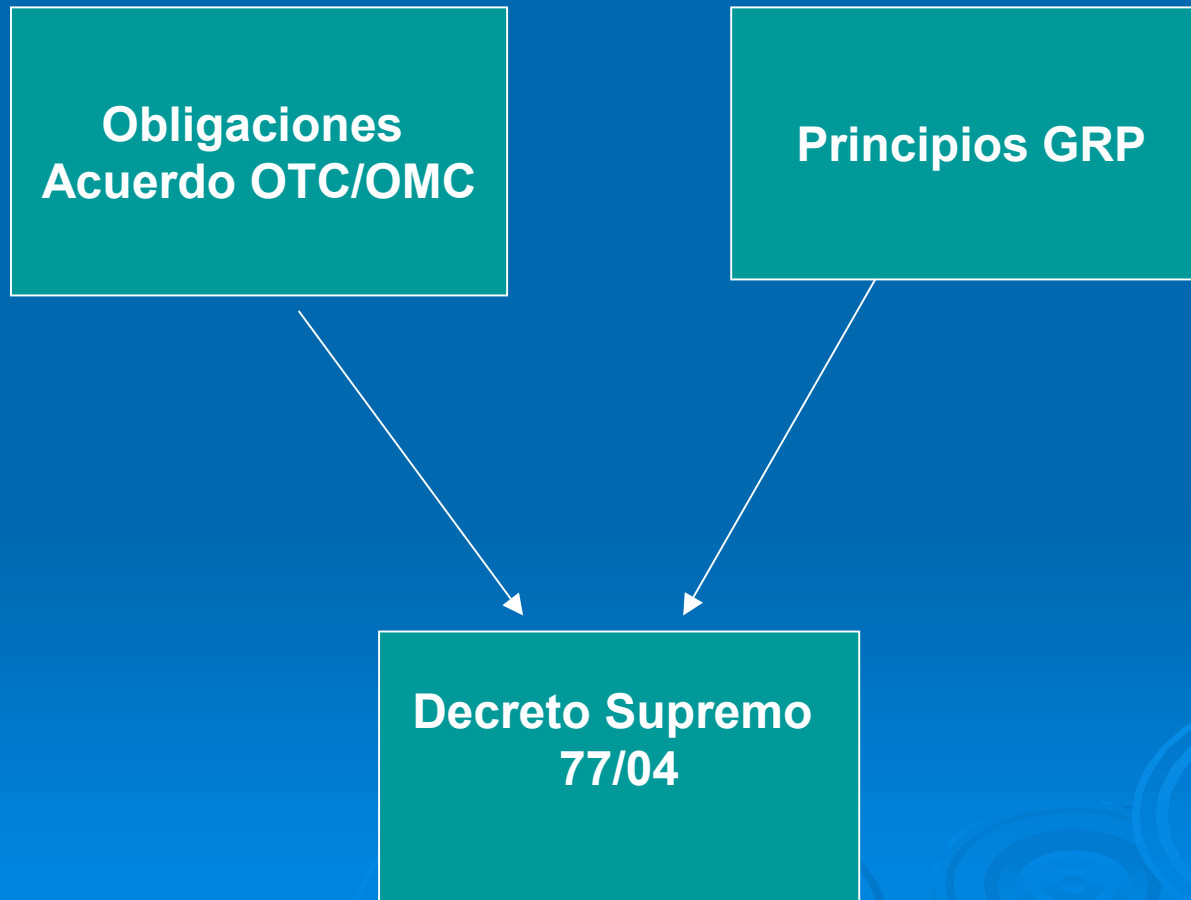 Obligaciones
Acuerdo OTC/OMC
Principios GRP
Decreto Supremo
77/04